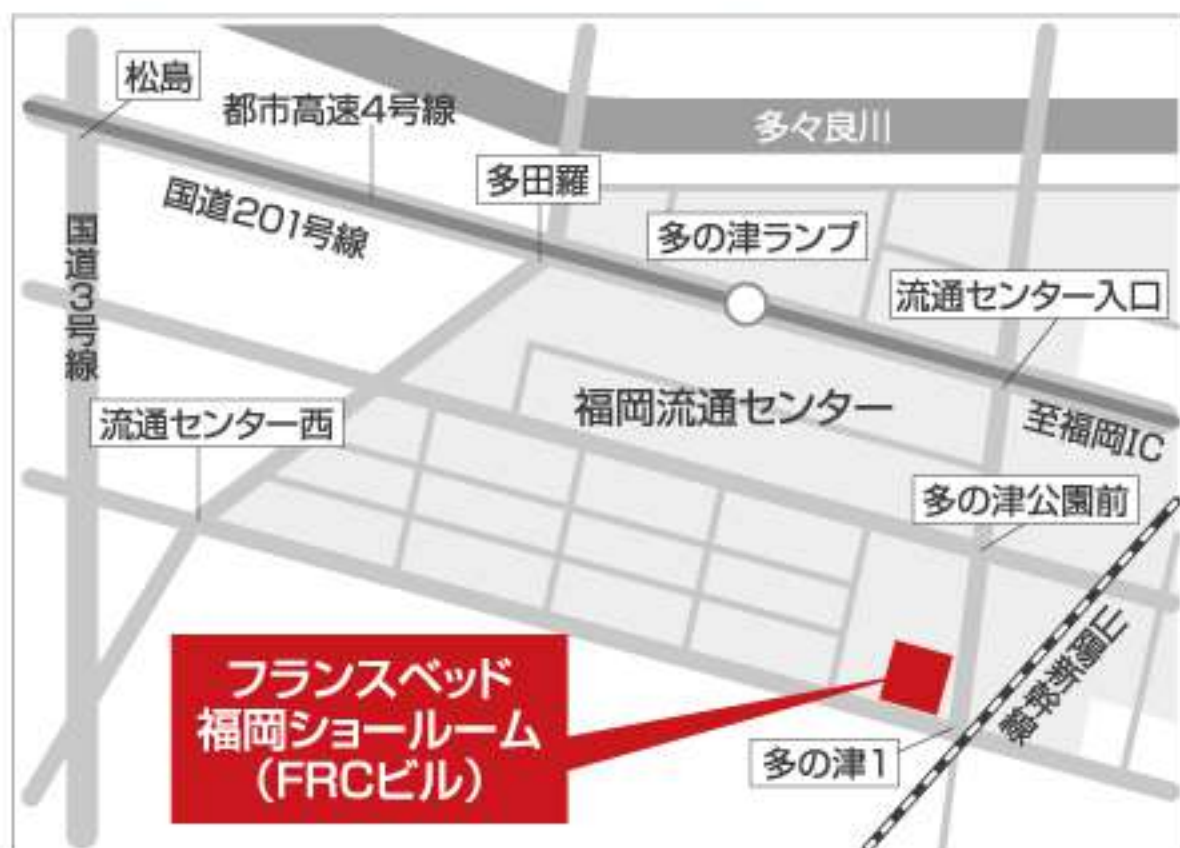 松島
都市高速4号線
多々良川
多田羅
国道201号線
多の津ランプ
国道3号線
流通センター入口
福岡流通センター
流通センター西
至福岡IC
多の津公園前
山陽新幹線
フランスベッド
福岡ショールーム
(FRCビル)
多の津1